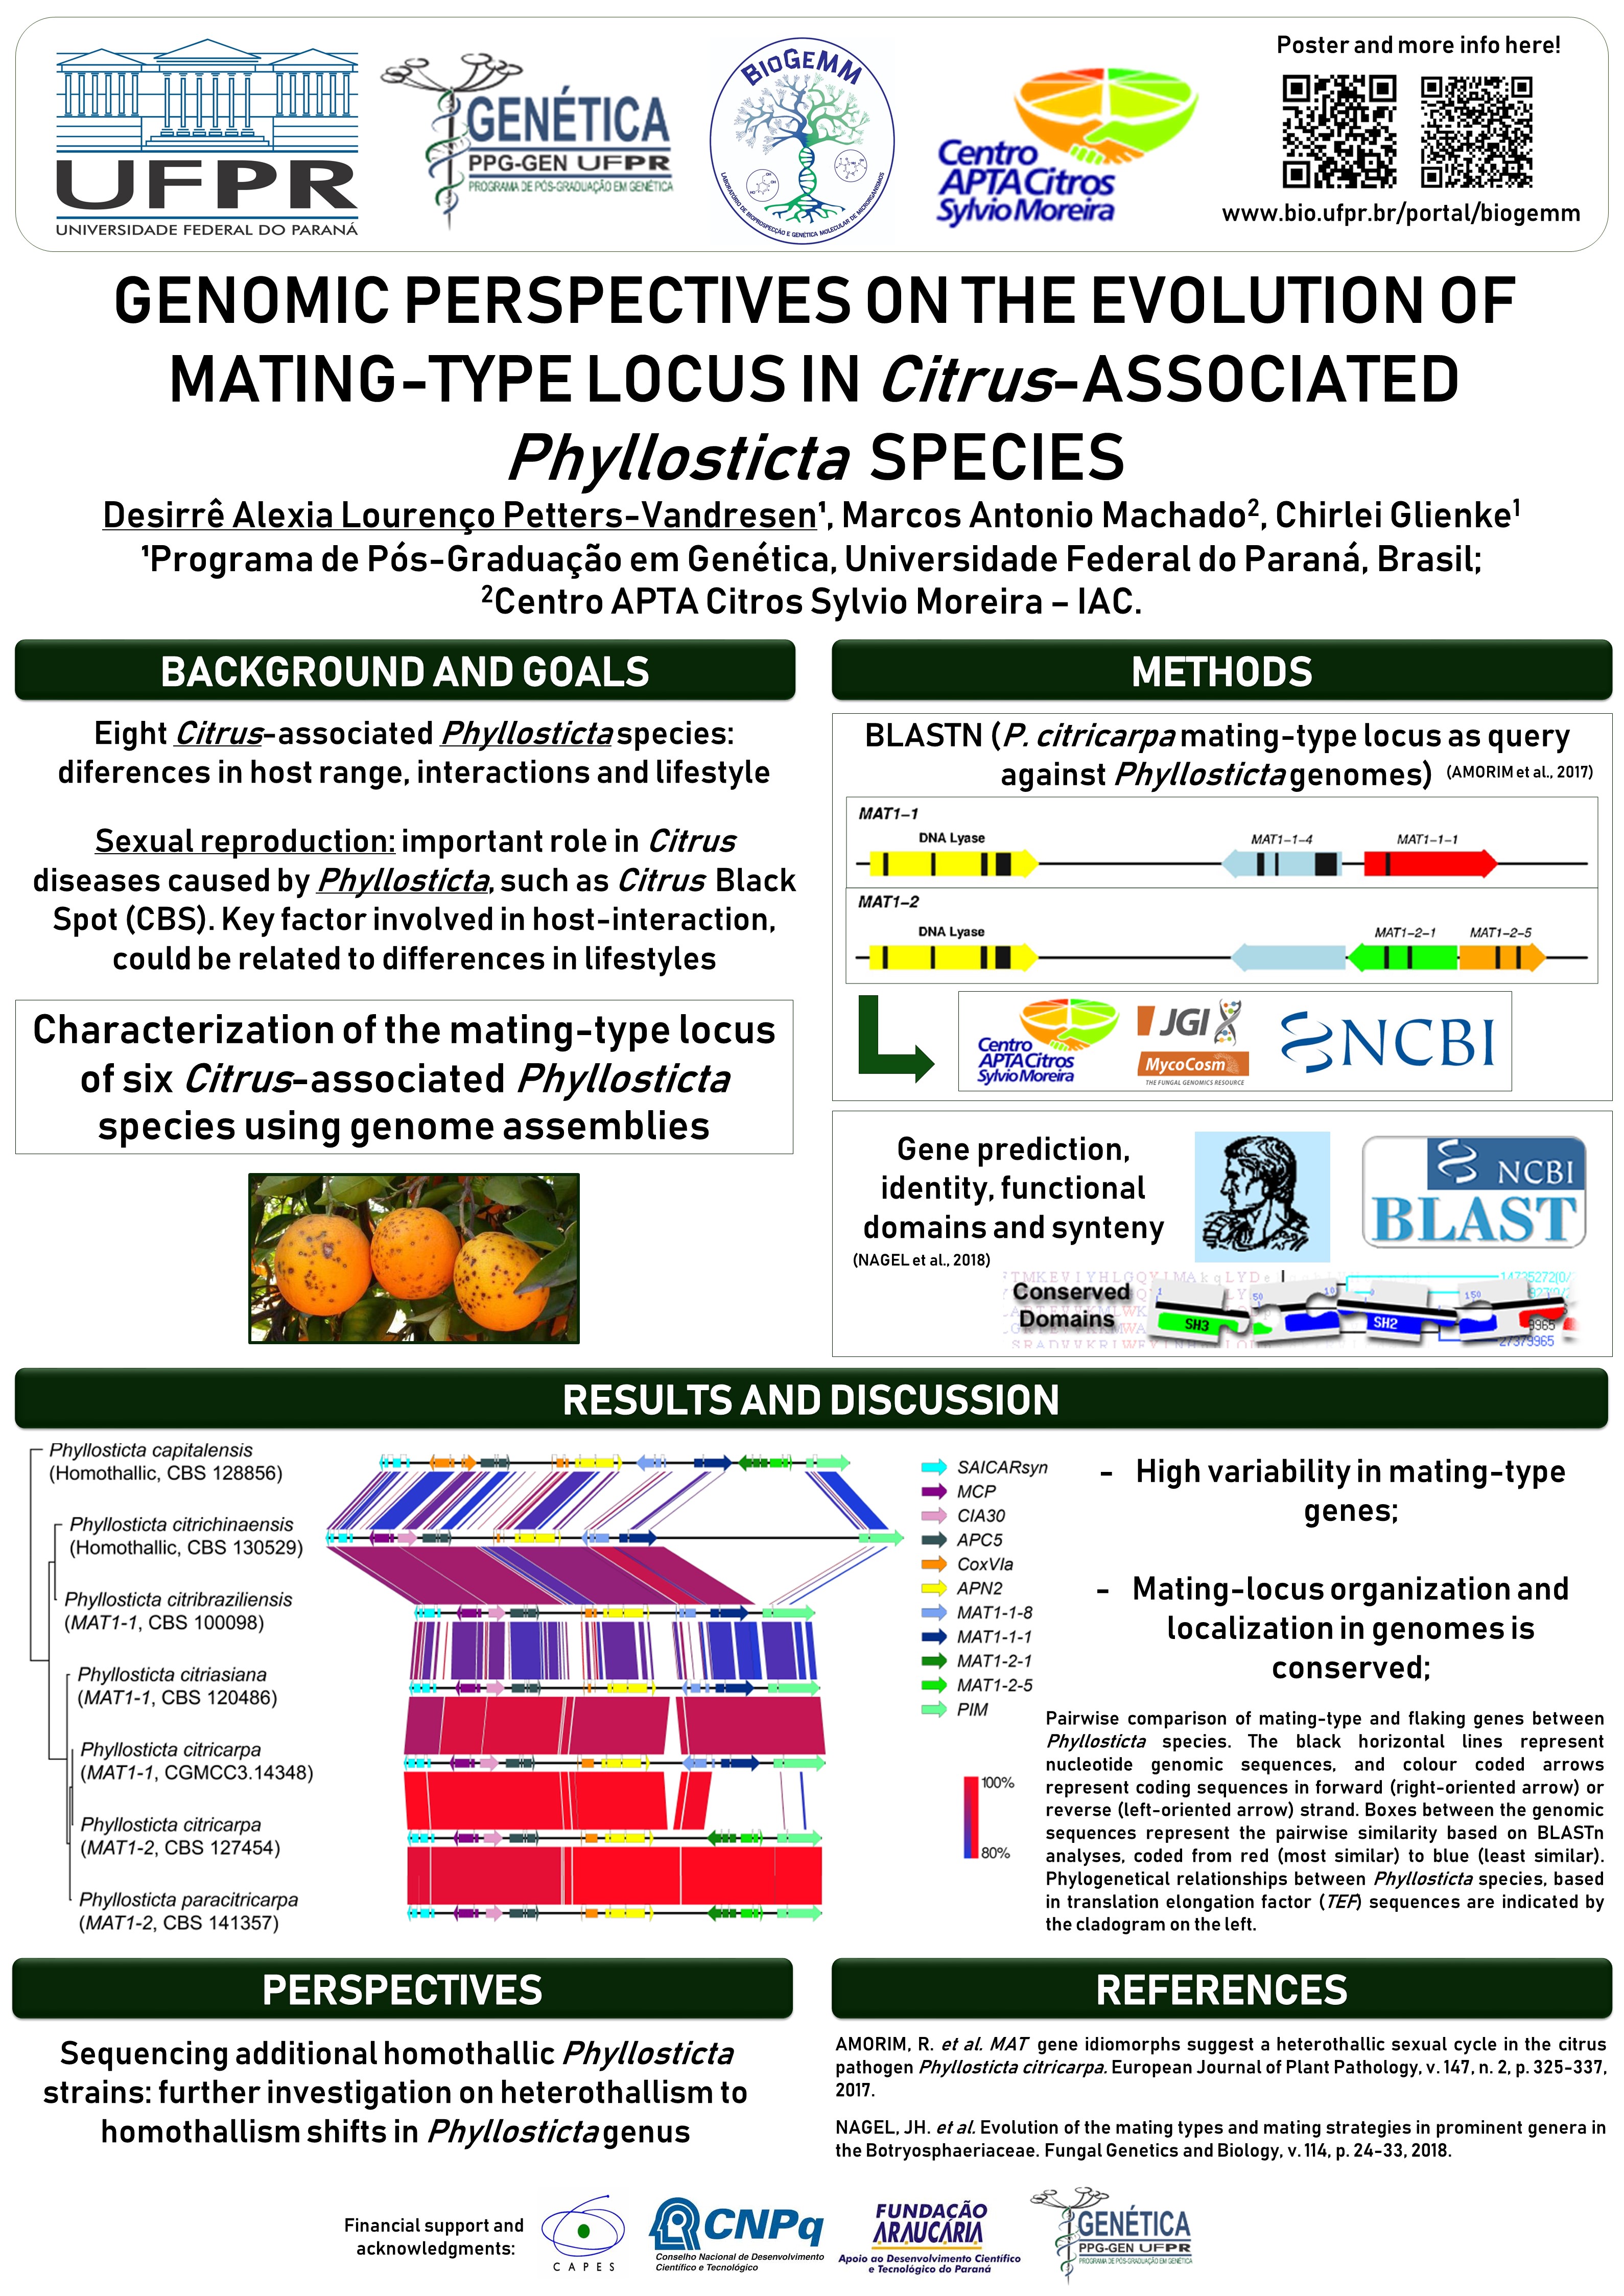 UFPR
UNIVERSIDADE FEDERAL DO PARANÁ
GENÉTICA
PPG-GEN UFPR
PROGRAMA DE PÓS-GRADUAÇÃO EM GENÉTICA
BIOGEMM
LABORATÓRIO DE BIOPROSPECÇÃO E GENÉTICA MOLECULAR DE MICRORGANISMOS
Centro
APTACitros
Sylvio Moreira
Poster and more info here!
www.bio.ufpr.br/portal/biogemm
GENOMIC PERSPECTIVES ON THE EVOLUTION OF
MATING-TYPE LOCUS IN Citrus-ASSOCIATED
Phyllosticta SPECIES
Desirrê Alexia Lourenço Petters-Vandresen¹, Marcos Antonio Machado², Chirlei Glienke¹
¹Programa de Pós-Graduação em Genética, Universidade Federal do Paraná, Brasil;
²Centro APTA Citros Sylvio Moreira – IAC.
BACKGROUND AND GOALS
Eight Citrus-associated Phyllosticta species:
diferences in host range, interactions and lifestyle
Sexual reproduction: important role in Citrus
diseases caused by Phyllosticta, such as Citrus Black
Spot (CBS). Key factor involved in host-interaction,
could be related to differences in lifestyles
Characterization of the mating-type locus
of six Citrus-associated Phyllosticta
species using genome assemblies
METHODS
BLASTN (P. citricarpa mating-type locus as query
against Phyllosticta genomes) (AMORIM et al., 2017)
MAT1-1
DNA Lyase MAT1-1-4 MAT1-1-1
MAT1-2
DNA Lyase MAT1-2-1 MAT1-2-5
Centro
APTACitros
Sylvio Moreira
JGI
MycoCosm
THE FUNGAL GENOMICS RESOURCE
NCBI
Gene prediction,
identity, functional
domains and synteny
(NAGEL et al., 2018)
NCBI
BLAST
Conserved
Domains
SH3
SH2
RESULTS AND DISCUSSION
Phyllosticta capitalensis
(Homothallic, CBS 128856)
Phyllosticta citrichinaensis
(Homothallic, CBS 130529)
Phyllosticta citribraziliensis
(MAT1-1, CBS 100098)
Phyllosticta citriasiana
(MAT1-1, CBS 120486)
Phyllosticta citricarpa
(MAT1-1, CGMCC3.14348)
Phyllosticta citricarpa
(MAT1-2, CBS 127454)
Phyllosticta paracitricarpa
(MAT1-2, CBS 141357)
SAICARsyn
MCP
CIA30
APC5
CoxVIa
APN2
MAT1-1-8
MAT1-1-1
MAT1-2-1
MAT1-2-5
PIM
100%
80%
- High variability in mating-type
genes;
- Mating-locus organization and
localization in genomes is
conserved;
Pairwise comparison of mating-type and flaking genes between
Phyllosticta species. The black horizontal lines represent
nucleotide genomic sequences, and colour coded arrows
represent coding sequences in forward (right-oriented arrow) or
reverse (left-oriented arrow) strand. Boxes between the genomic
sequences represent the pairwise similarity based on BLASTn
analyses, coded from red (most similar) to blue (least similar).
Phylogenetical relationships between Phyllosticta species, based
in translation elongation factor (TEF) sequences are indicated by
the cladogram on the left.
PERSPECTIVES
Sequencing additional homothallic Phyllosticta
strains: further investigation on heterothallism to
homothallism shifts in Phyllosticta genus
REFERENCES
AMORIM, R. et al. MAT gene idiomorphs suggest a heterothallic sexual cycle in the citrus
pathogen Phyllosticta citricarpa. European Journal of Plant Pathology, v. 147, n. 2, p. 325-337,
2017.
NAGEL, JH. et al. Evolution of the mating types and mating strategies in prominent genera in
the Botryosphaeriaceae. Fungal Genetics and Biology, v. 114, p. 24-33, 2018.
Financial support and
acknowledgments:
CAPES
CNPq
Conselho Nacional de Desenvolvimento
Científico e Tecnológico
FUNDAÇÃO
ARAUCÁRIA
Apoio ao Desenvolvimento Científico
e Tecnológico do Paraná
GENÉTICA
PPG-GEN UFPR
PROGRAMA DE PÓS-GRADUAÇÃO EM GENÉTICA